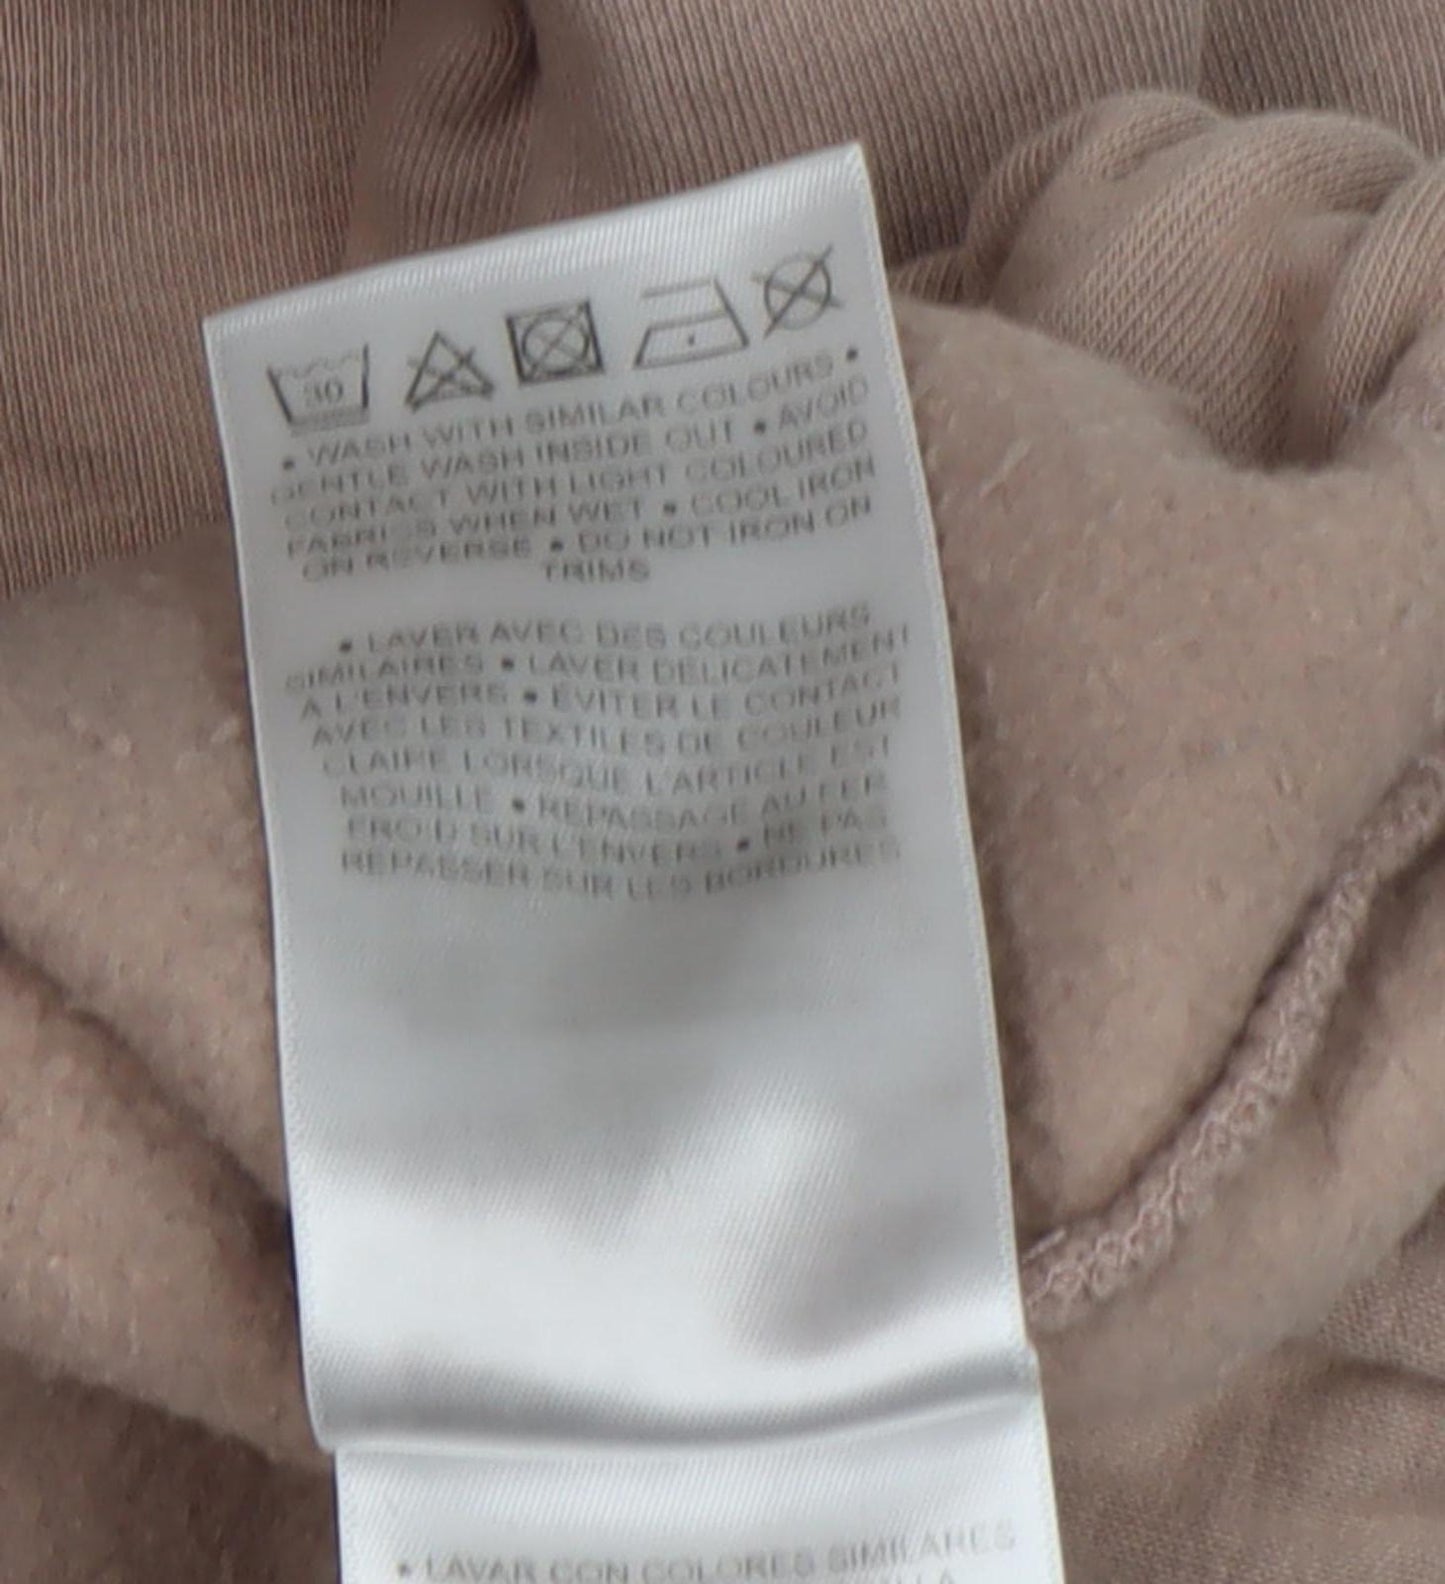 30
• WASH WITH SIMILAR COLOURS •
GENTLE WASH INSIDE OUT • AVOID
CONTACT WITH LIGHT COLOURED
FABRICS WHEN WET • COOL IRON
ON REVERSE • DO NOT IRON ON
TRIMS
• LAVER AVEC DES COULEURS
SIMILAIRES • LAVER DÉLICATEMENT
À L'ENVERS • ÉVITER LE CONTACT
AVEC LES TEXTILES DE COULEUR
CLAIRE LORSQUE L'ARTICLE EST
MOUILLÉ • REPASSAGE AU FER
FROID SUR L'ENVERS • NE PAS
REPASSER SUR LES BORDURES
• LAVAR CON COLORES SIMILARES